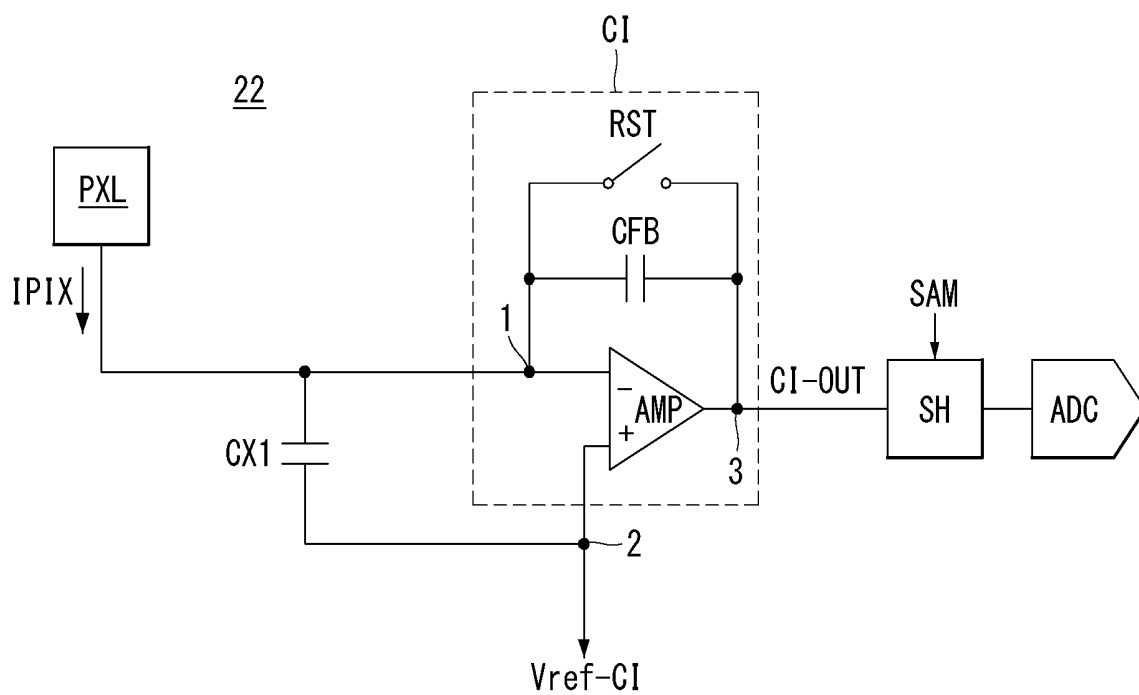 CI
22
RST
PXL
CFB
IPIX
SAM
1
CI-OUT
−
AMP
+
SH
ADC
CX1
3
2
Vref-CI